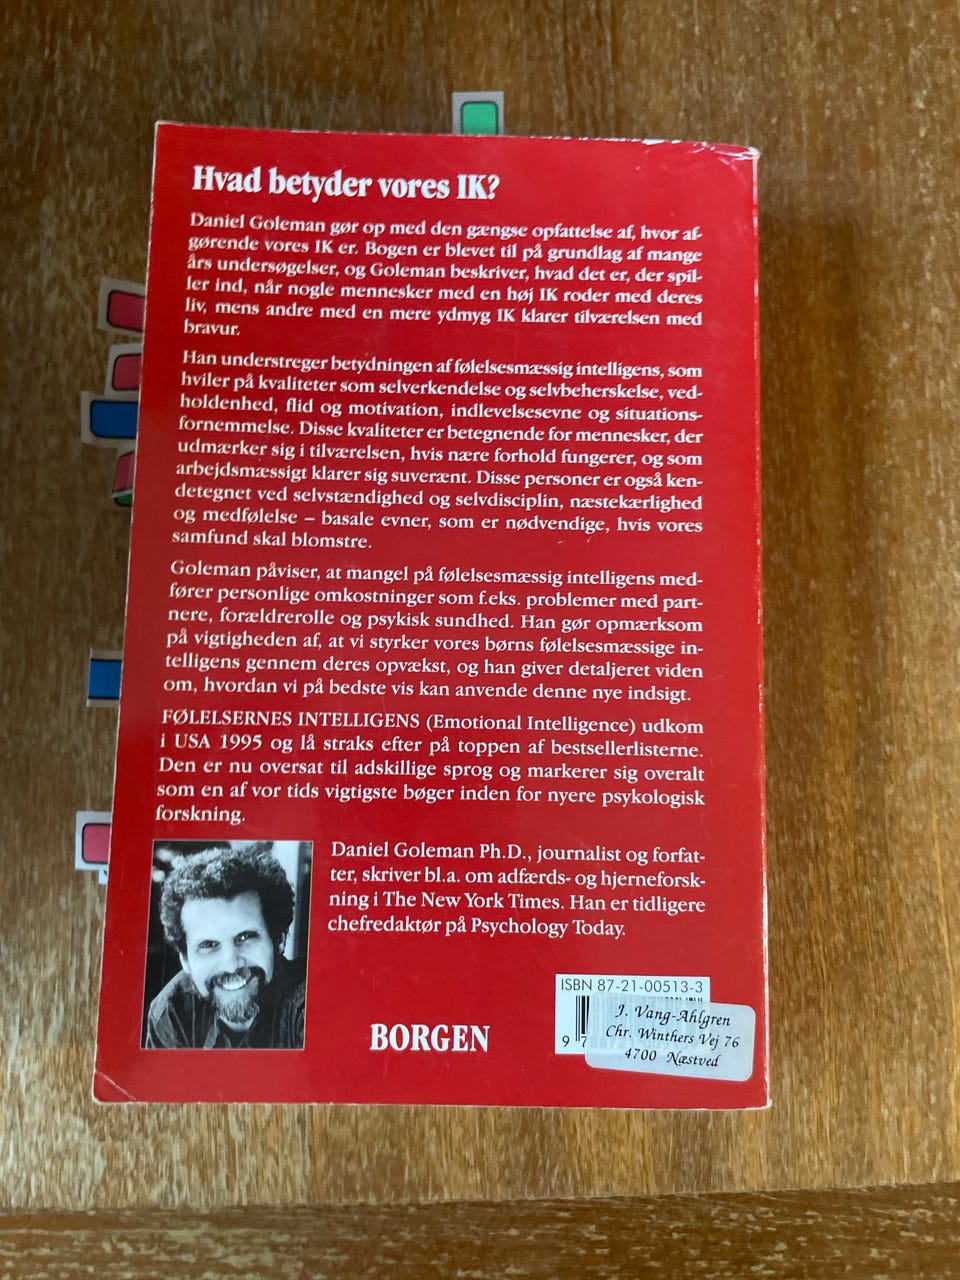 Hvad betyder vores IK?
Daniel Goleman gør op med den gængse opfattelse af, hvor af-
gørende vores IK er. Bogen er blevet til på grundlag af mange
års undersøgelser, og Goleman beskriver, hvad det er, der spil-
ler ind, når nogle mennesker med en høj IK roder med deres
liv, mens andre med en mere ydmyg IK klarer tilværelsen med
bravur.
Han understreger betydningen af følelsesmæssig intelligens, som
hviler på kvaliteter som selverkendelse og selvbeherskelse, ved-
holdenhed, flid og motivation, indlevelsesevne og situations-
fornemmelse. Disse kvaliteter er betegnende for mennesker, der
udmærker sig i tilværelsen, hvis nære forhold fungerer, og som
arbejdsmæssigt klarer sig suverænt. Disse personer er også ken-
detegnet ved selvstændighed og selvdisciplin, næstekærlighed
og medfølelse – basale evner, som er nødvendige, hvis vores
samfund skal blomstre.
Goleman påviser, at mangel på følelsesmæssig intelligens med-
fører personlige omkostninger som f.eks. problemer med part-
nere, forældrerolle og psykisk sundhed. Han gør opmærksom
på vigtigheden af, at vi styrker vores børns følelsesmæssige in-
telligens gennem deres opvækst, og han giver detaljeret viden
om, hvordan vi på bedste vis kan anvende denne nye indsigt.
FØLELSERNES INTELLIGENS (Emotional Intelligence) udkom
i USA 1995 og lå straks efter på toppen af bestsellerlisterne.
Den er nu oversat til adskillige sprog og markerer sig overalt
som en af vor tids vigtigste bøger inden for nyere psykologisk
forskning.
Daniel Goleman Ph.D., journalist og forfat-
ter, skriver bl.a. om adfærds- og hjerneforsk-
ning i The New York Times. Han er tidligere
chefredaktør på Psychology Today.
BORGEN
ISBN 87-21-00513-3
J. Vang-Ahlgren
Chr. Winthers Vej 76
4700 Næstved